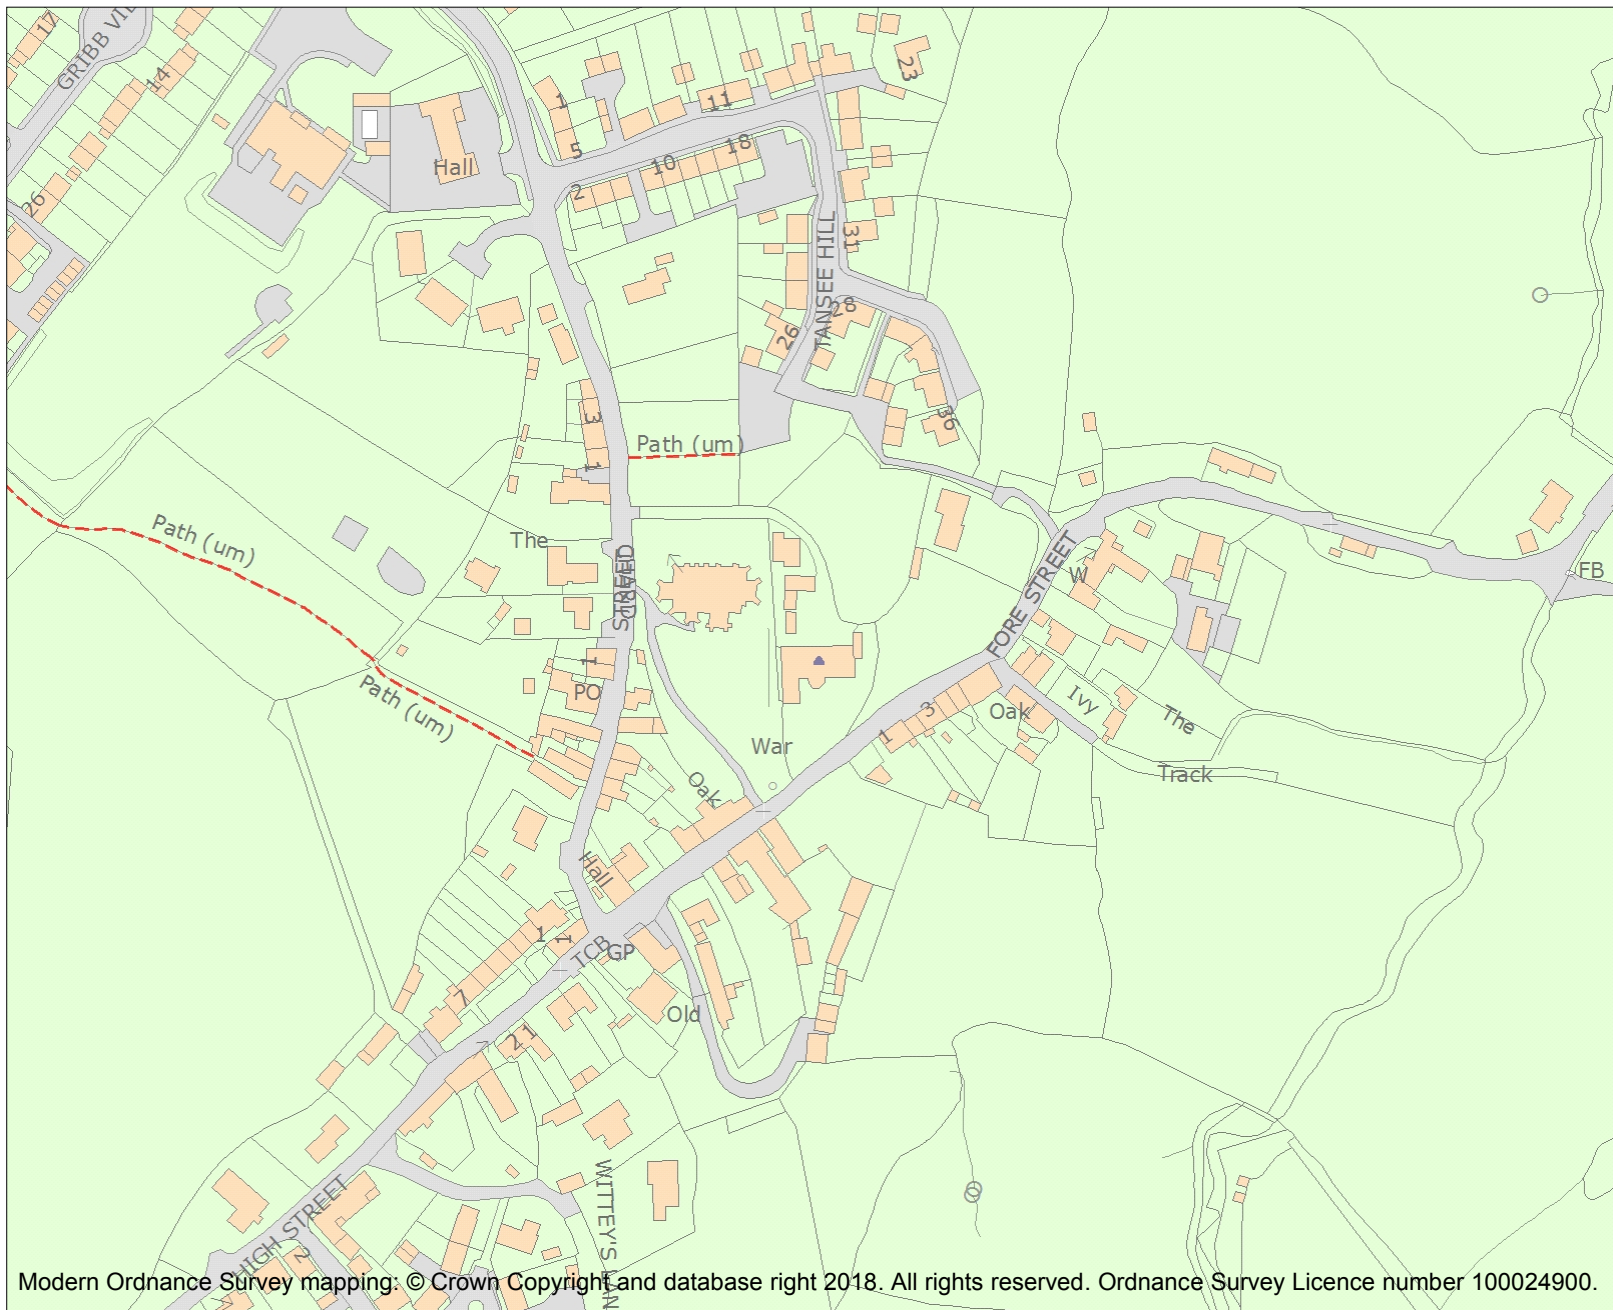 17
GRIBB VIE
14
26
Hall
1
5
11
23
10
18
2
31
TANSEE HILL
28
26
36
3
1
Path (um)
Path (um)
Path (um)
The
CHARD
STREET
1
PO
FORE STREET
W
FB
Ivy
Oak
The
Track
War
3
1
Oak
Hall
1
1
TCB
GP
7
Old
2 1
WITTEY'S LAN
HIGH STREET
2
Modern Ordnance Survey mapping: © Crown Copyright and database right 2018. All rights reserved. Ordnance Survey Licence number 100024900.